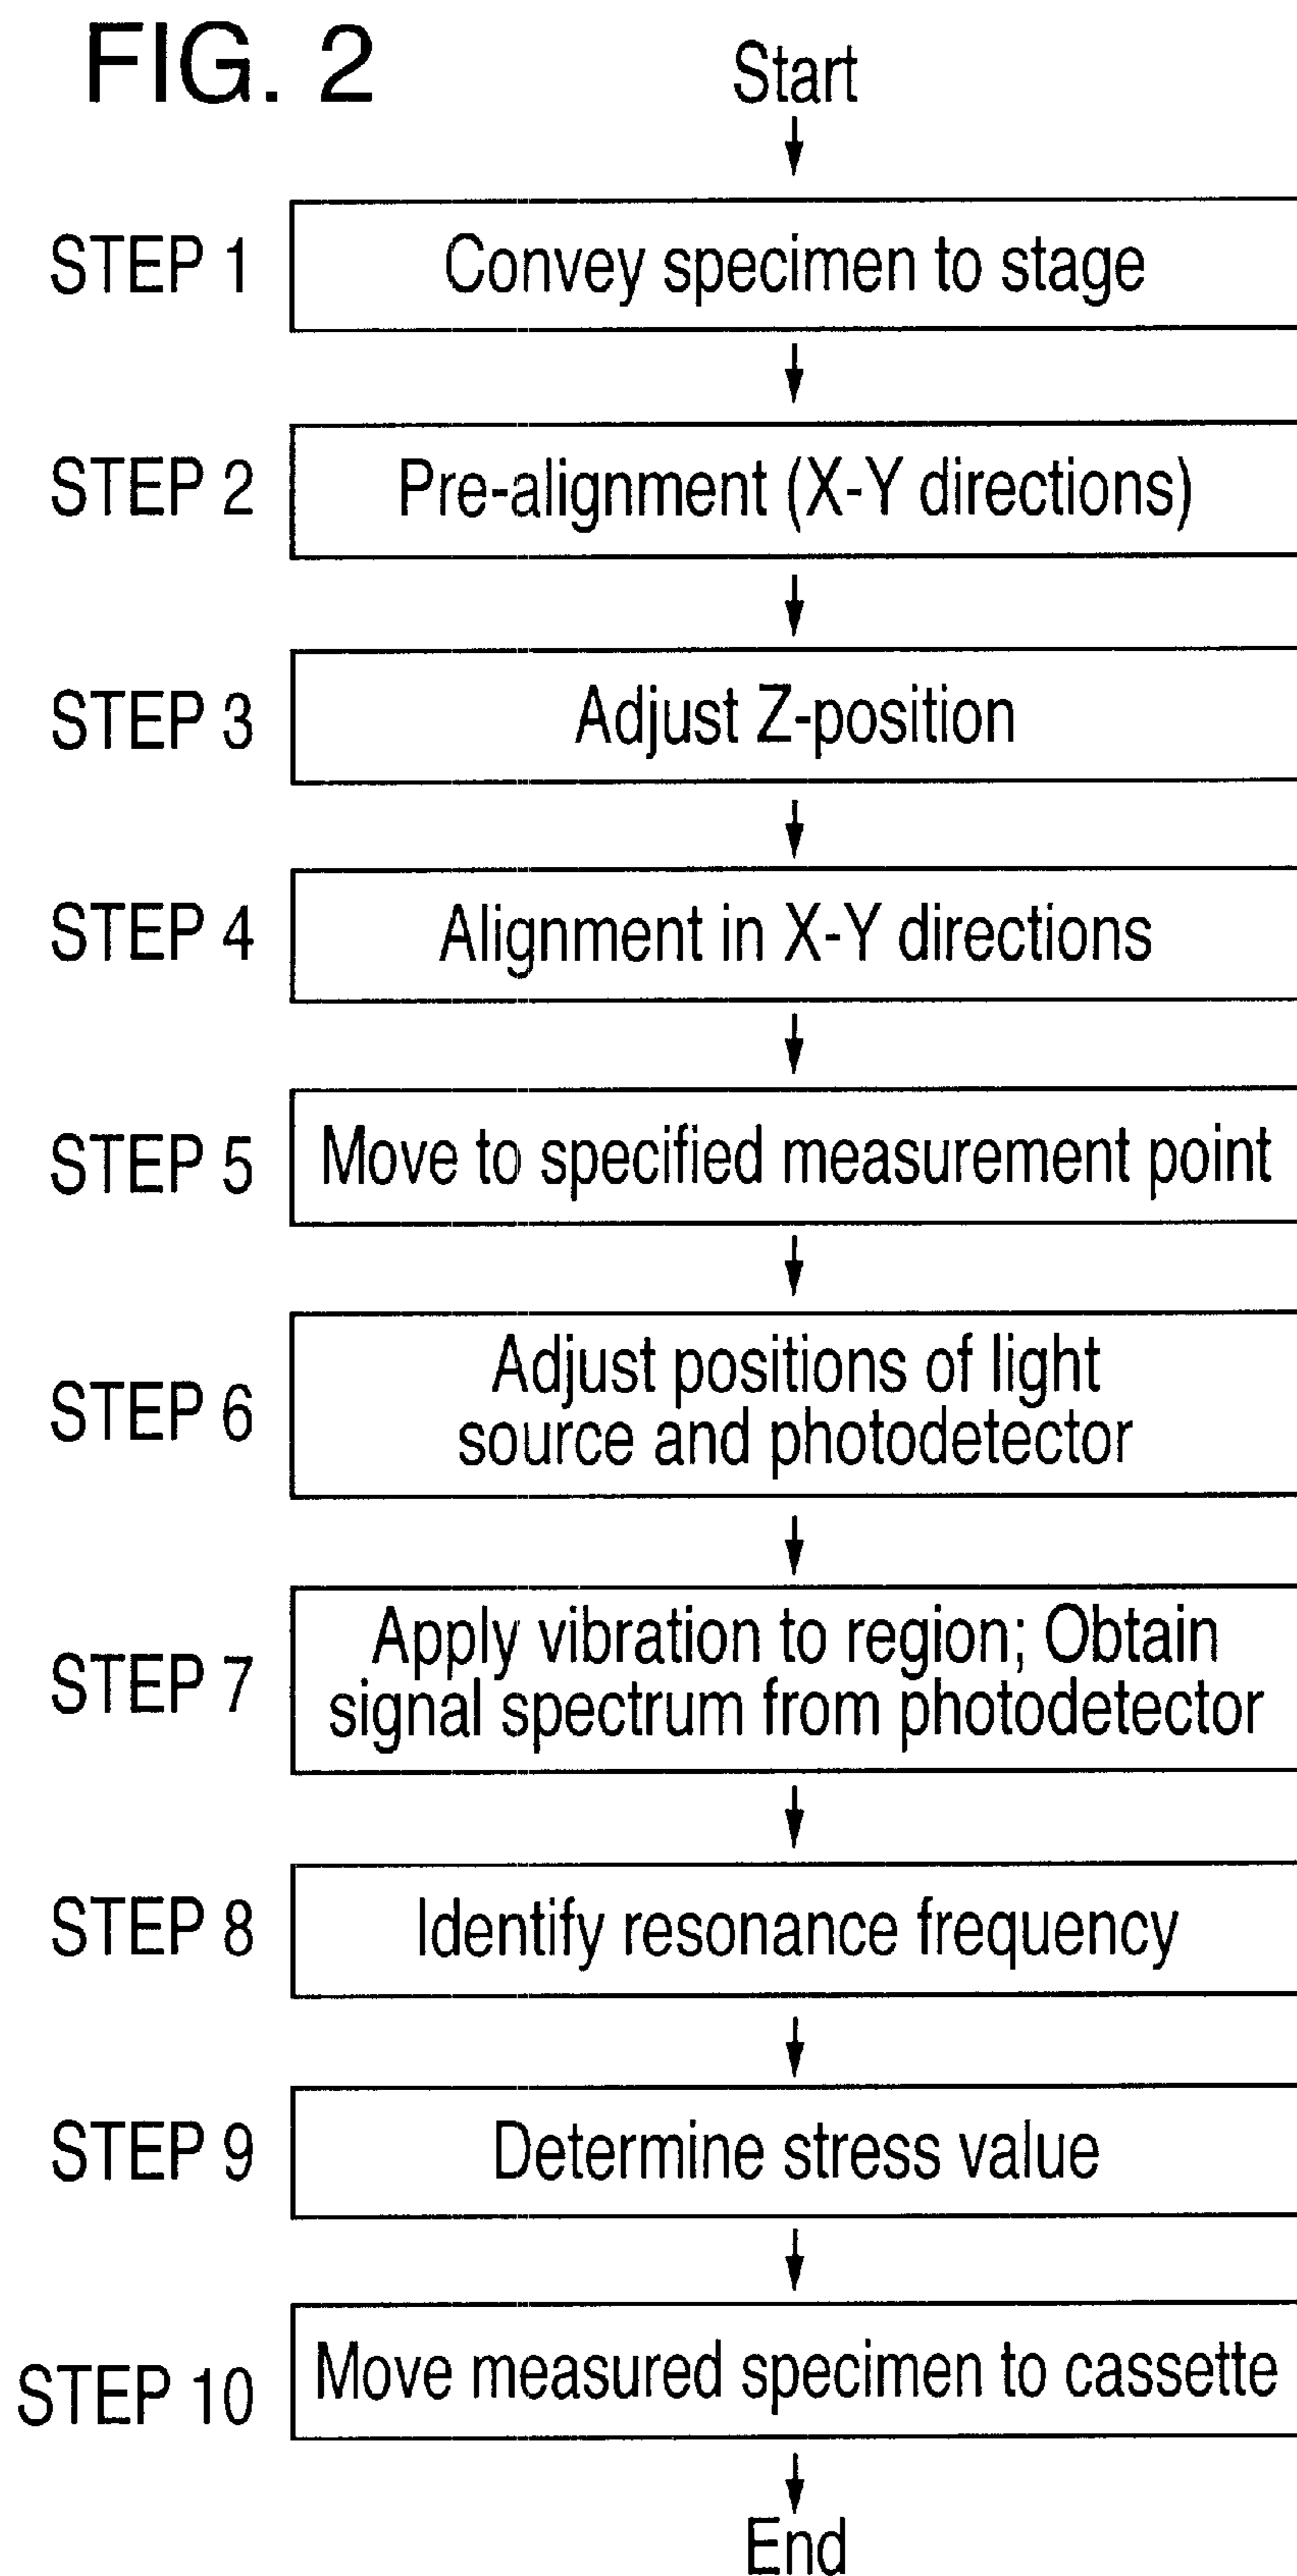 FIG. 2
Start
STEP 1
Convey specimen to stage
STEP 2
Pre-alignment (X-Y directions)
STEP 3
Adjust Z-position
STEP 4
Alignment in X-Y directions
STEP 5
Move to specified measurement point
STEP 6
Adjust positions of light
source and photodetector
STEP 7
Apply vibration to region; Obtain
signal spectrum from photodetector
STEP 8
Identify resonance frequency
STEP 9
Determine stress value
STEP 10
Move measured specimen to cassette
End